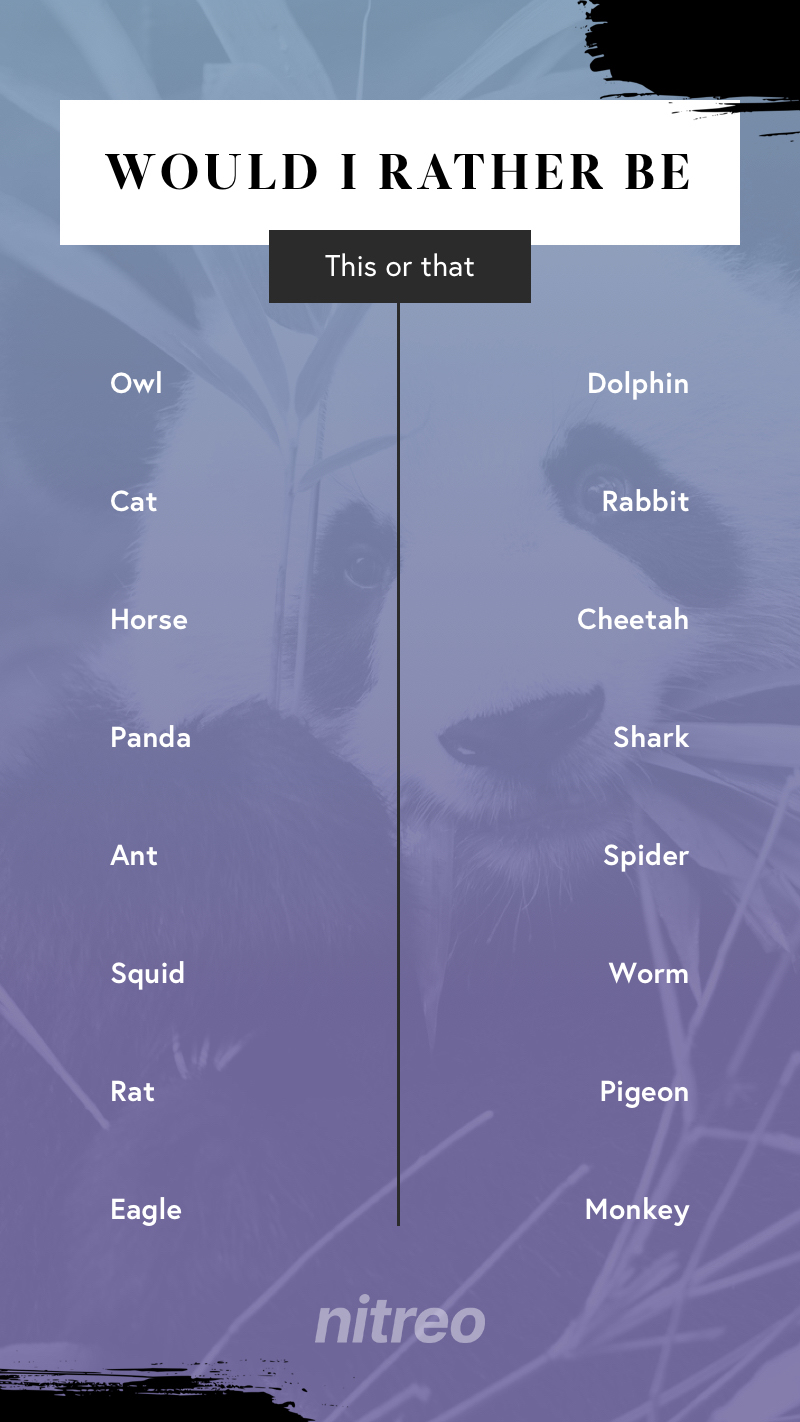 WOULD I RATHER BE
This or that
Owl Dolphin
Cat Rabbit
Horse Cheetah
Panda Shark
Ant Spider
Squid Worm
Rat Pigeon
Eagle Monkey
nitreo